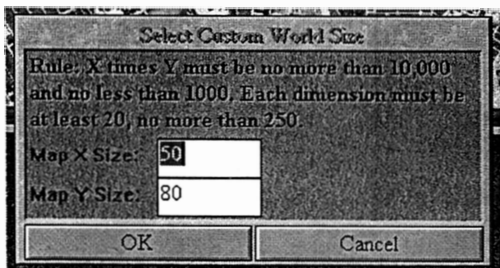 Select Custom World Size
Rule: X times Y must be no more than 10,000
and no less than 1000. Each dimension must be
at least 20, no more than 250.
Map X Size: 50
Map Y Size: 80
OK Cancel